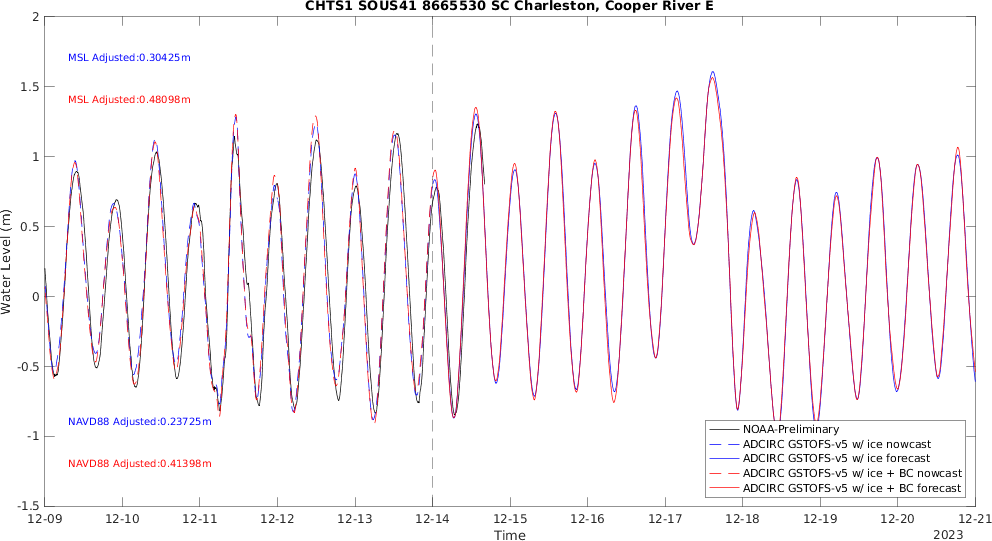 CHTS1 SOUS41 8665530 SC Charleston, Cooper River E
2
1.5
1
0.5
0
-0.5
-1
-1.5
Water Level (m)
MSL Adjusted:0.30425m
MSL Adjusted:0.48098m
NAVD88 Adjusted:0.23725m
NAVD88 Adjusted:0.41398m
NOAA-Preliminary
ADCIRC GSTOFS-v5 w/ ice nowcast
ADCIRC GSTOFS-v5 w/ ice forecast
ADCIRC GSTOFS-v5 w/ ice + BC nowcast
ADCIRC GSTOFS-v5 w/ ice + BC forecast
12-09 12-10 12-11 12-12 12-13 12-14 12-15 12-16 12-17 12-18 12-19 12-20 12-21
Time
2023